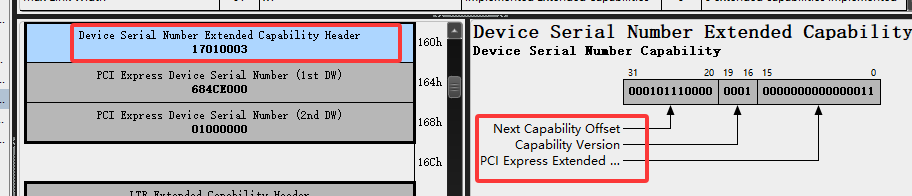 Device Serial Number Extended Capability Header
17010003
160h
PCI Express Device Serial Number (1st DW)
684CE000
164h
PCI Express Device Serial Number (2nd DW)
01000000
168h
16Ch
LTR Extended Capability Header
Device Serial Number Extended Capability
Device Serial Number Capability
31 20 19 16 15 0
000101110000 0001 0000000000000011
Next Capability Offset
Capability Version
PCI Express Extended ...